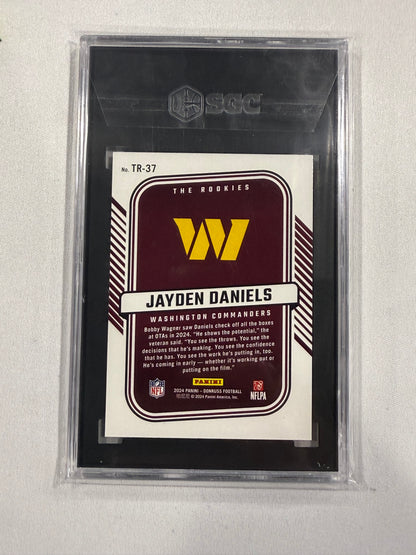 SGC
No. TR-37
THE ROOKIES
W
JAYDEN DANIELS
WASHINGTON COMMANDERS
Bobby Wagner saw Daniels check off all the boxes
at OTAs in 2024. "He shows the potential," the
veteran said. "You see the throws. You see the
decisions that he's making. You see the confidence
that he has. You see the work he's putting in, too.
He's coming in early — whether it's working out or
putting on the film."
NFL
PANINI
2024 PANINI – DONRUSS FOOTBALL
© 2024 Panini America, Inc.
NFLPA